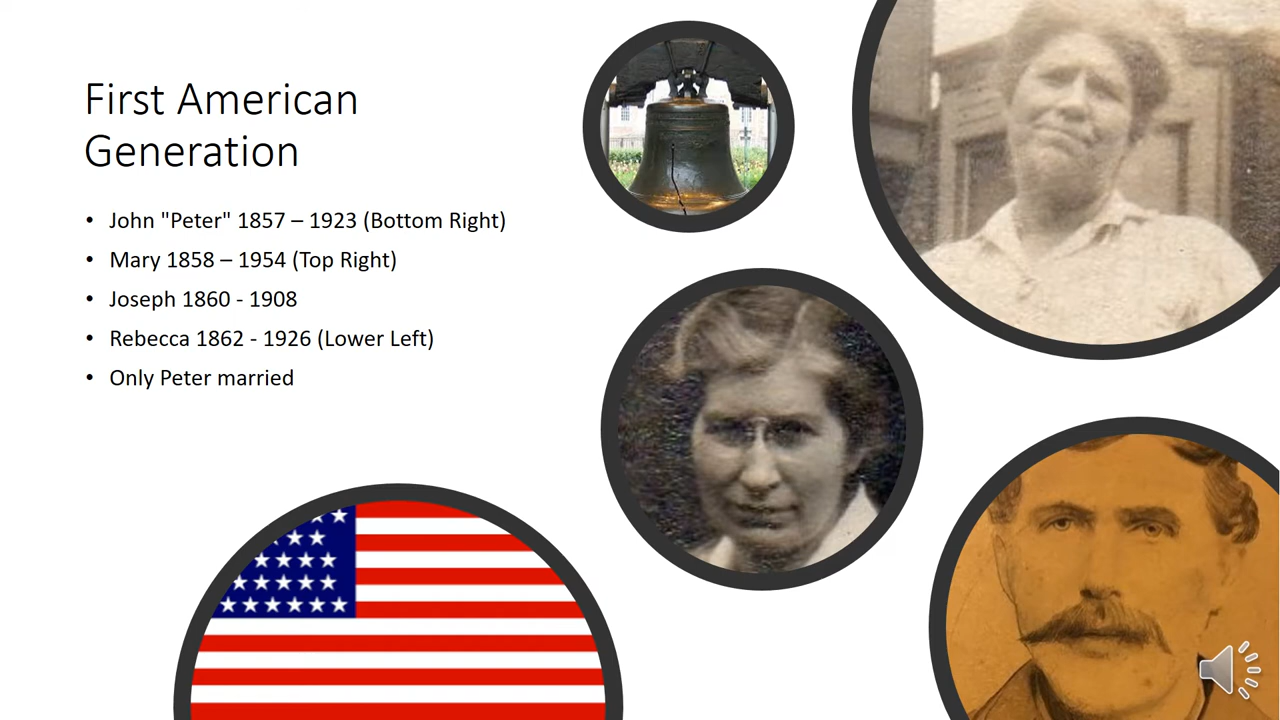 First American
Generation
• John "Peter" 1857 – 1923 (Bottom Right)
• Mary 1858 – 1954 (Top Right)
• Joseph 1860 - 1908
• Rebecca 1862 - 1926 (Lower Left)
• Only Peter married